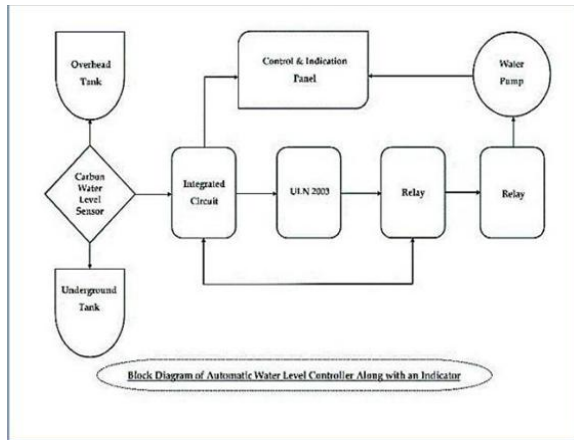 Overhead
Tank
Control & Indication
Panel
Water
Pump
Carbon
Water
Level
Sensor
Integrated
Circuit
ULN 2003
Relay
Relay
Underground
Tank
Block Diagram of Automatic Water Level Controller Along with an Indicator